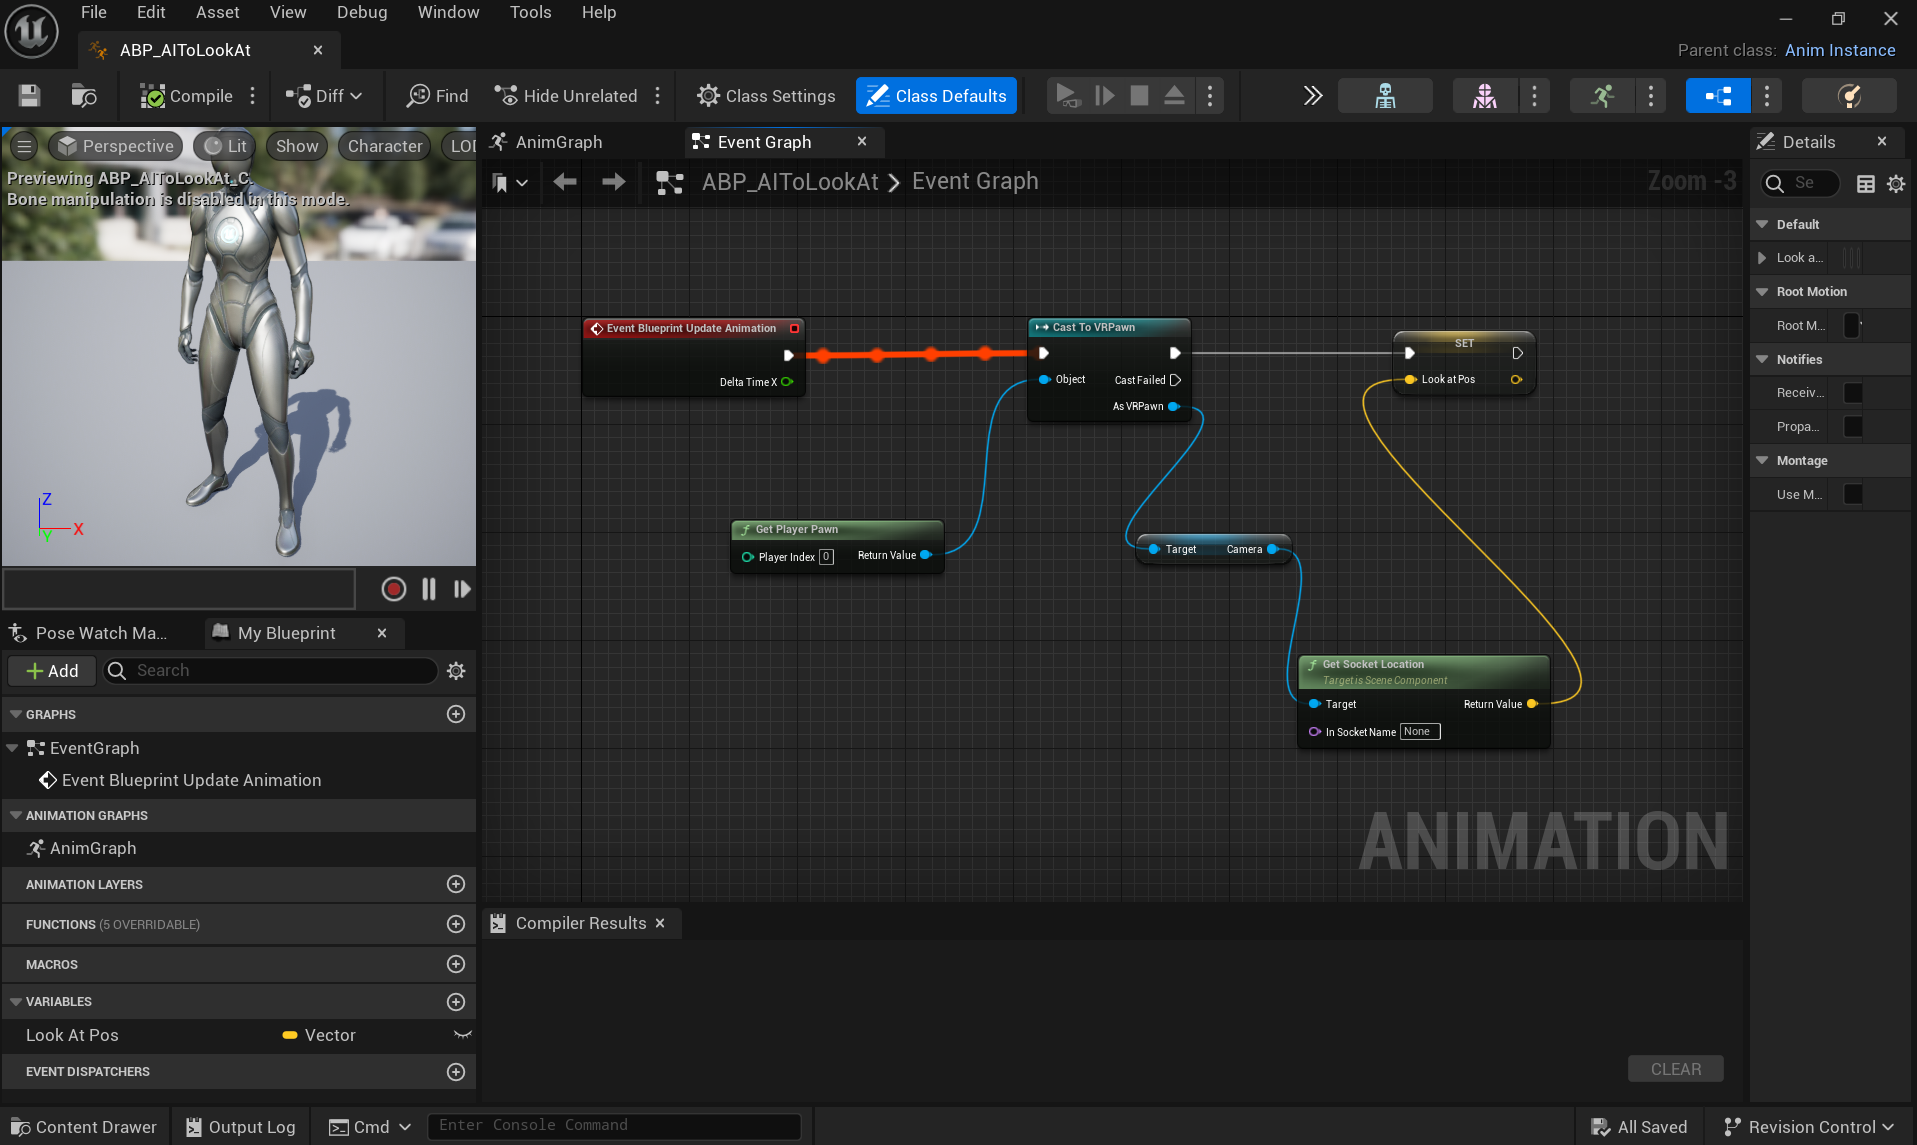 File Edit Asset View Debug Window Tools Help
ABP_AIToLookAt
Parent class: Anim Instance
Compile Diff Find Hide Unrelated Class Settings Class Defaults
Perspective Lit Show Character LOD
Previewing ABP_AIToLookAt_C.
Bone manipulation is disabled in this mode.
Z
X
Y
Pose Watch Ma...
My Blueprint
Add
Search
GRAPHS
EventGraph
Event Blueprint Update Animation
ANIMATION GRAPHS
AnimGraph
ANIMATION LAYERS
FUNCTIONS (5 OVERRIDABLE)
MACROS
VARIABLES
Look At Pos Vector
EVENT DISPATCHERS
AnimGraph
Event Graph
ABP_AIToLookAt > Event Graph
Zoom -3
Event Blueprint Update Animation
Delta Time X
Cast To VRPawn
Object
Cast Failed
As VRPawn
SET
Look at Pos
Get Player Pawn
Player Index 0
Return Value
Target Camera
Get Socket Location
Target is Scene Component
Target Return Value
In Socket Name None
ANIMATION
Compiler Results
CLEAR
Details
Se
Default
Look a...
Root Motion
Root M...
Notifies
Receiv...
Propa...
Montage
Use M...
Content Drawer Output Log Cmd Enter Console Command All Saved Revision Control